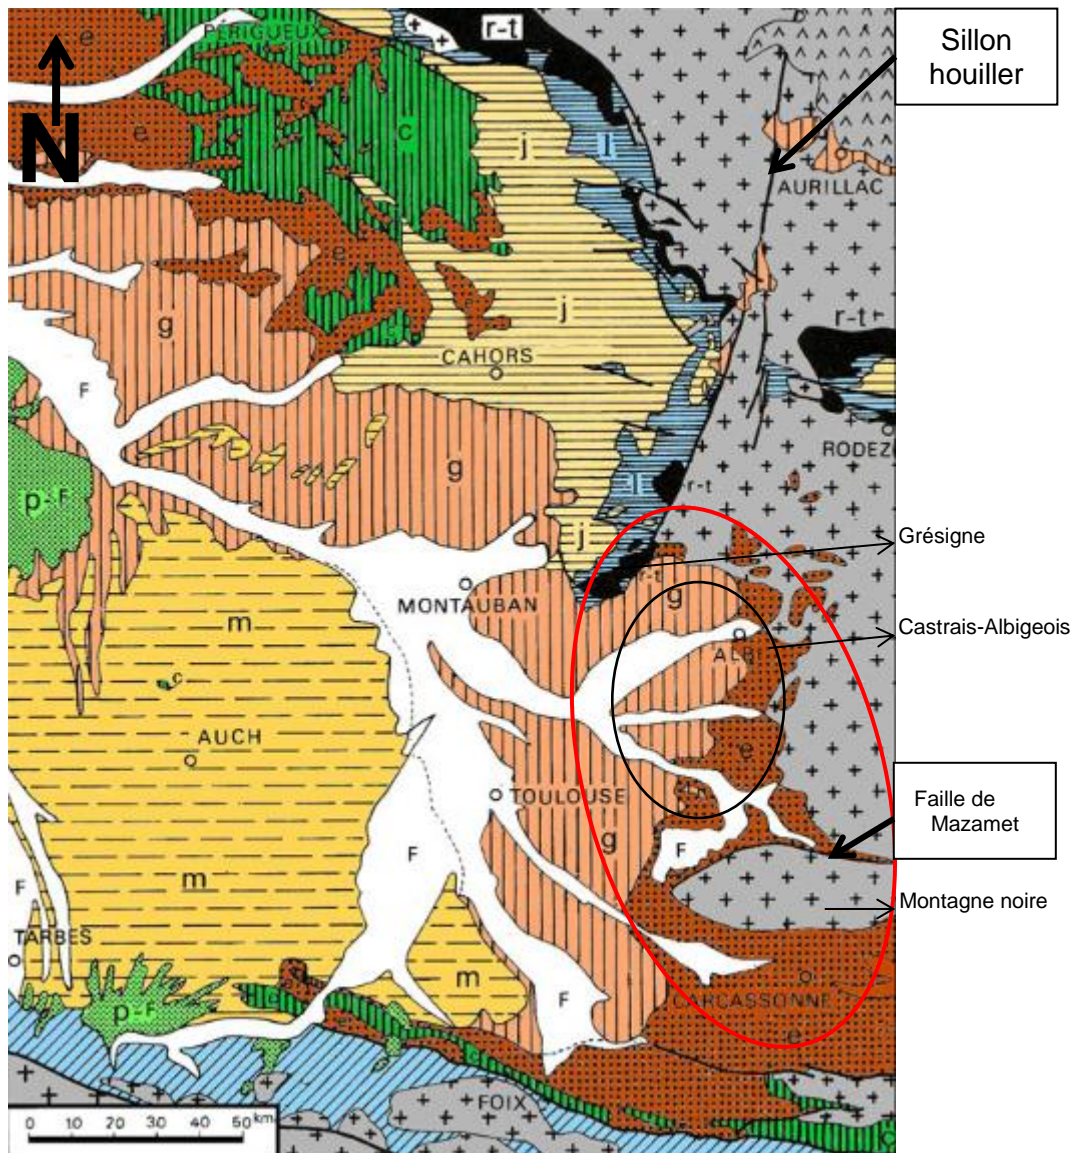 PERIGUEUX
r-t
Sillon
houiller
e
N
e
c
j
l
AURILLAC
e
g
j
r-t
CAHORS
F
RODEZ
p-F
g
l
r-t
j
Grésigne
r-t
g
MONTAUBAN
m
ALBI
Castrais-Albigeois
c
AUCH
e
TOULOUSE
Faille de
Mazamet
g
F
F
m
F
Montagne noire
TARBES
m
F
CARCASSONNE
p-F
e
FOIX
0 10 20 30 40 50 km